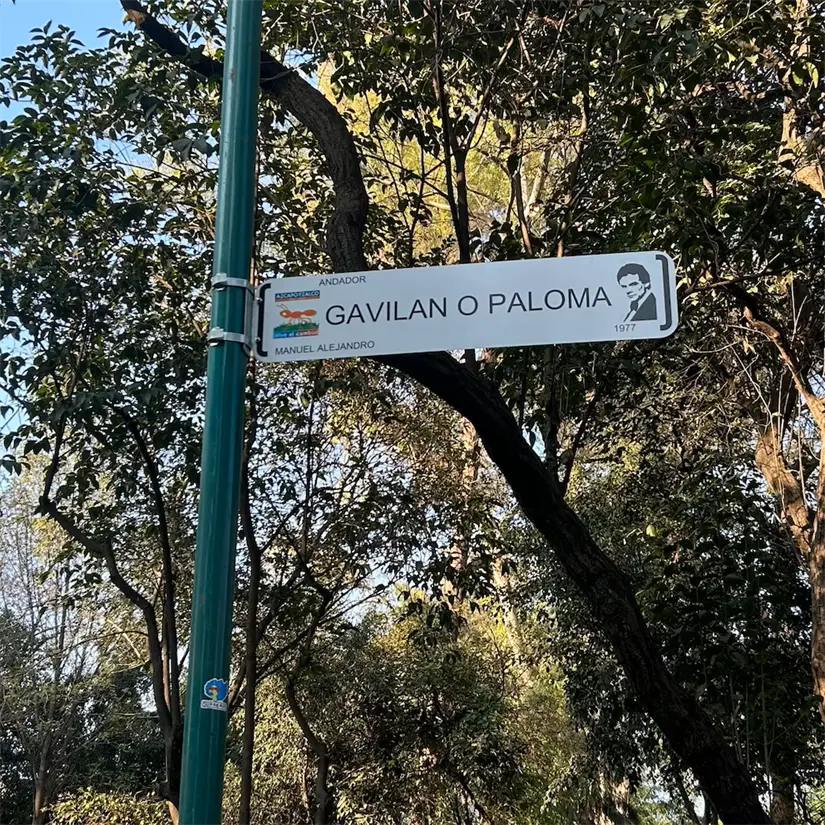 ANDADOR
AZCAPOTZALCO
GAVILAN O PALOMA
MANUEL ALEJANDRO
1977